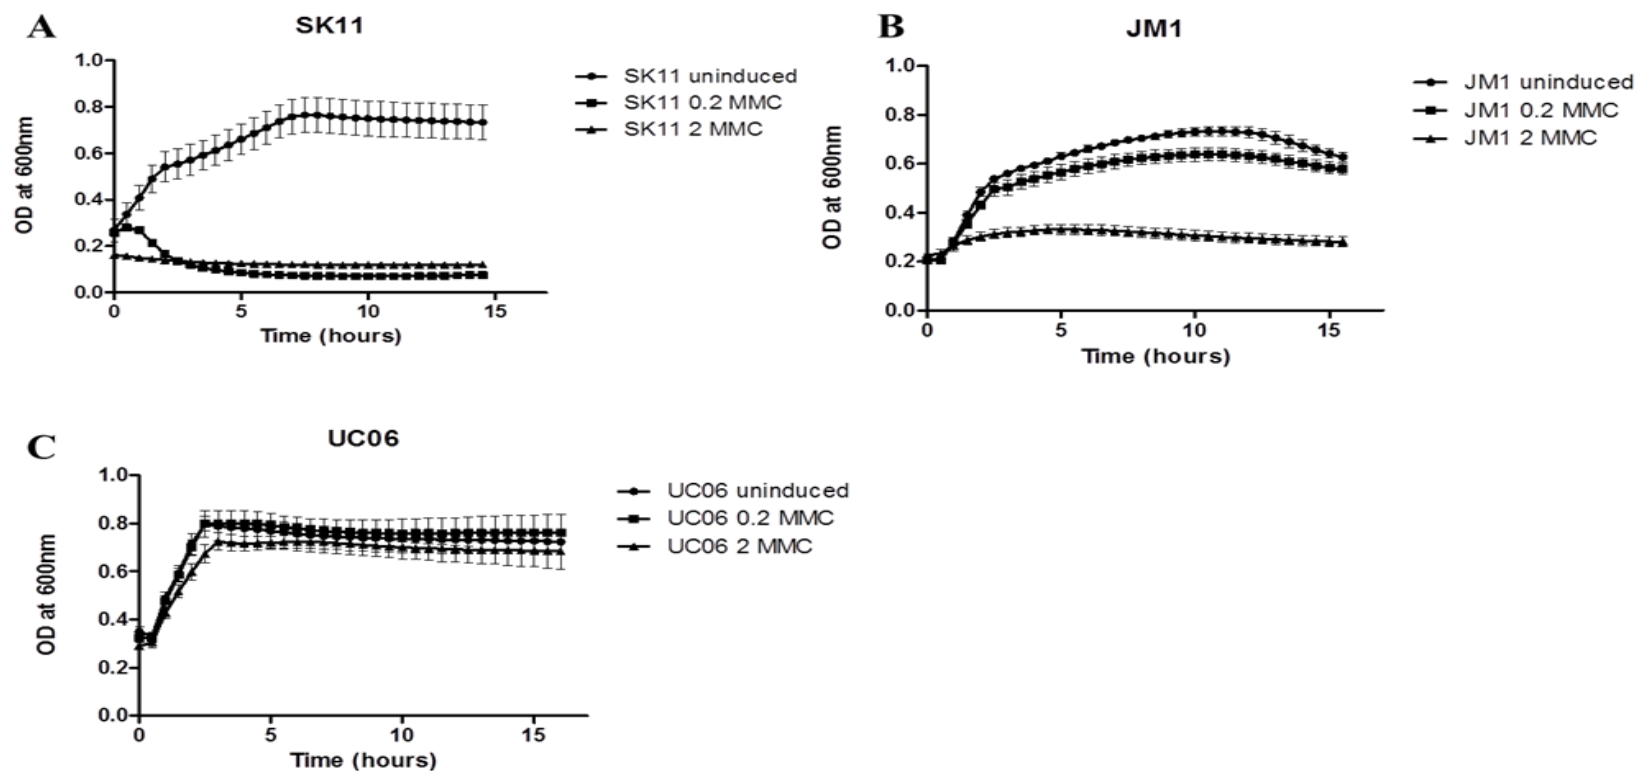 A
SK11
1.0
0.8
0.6
0.4
0.2
0.0
OD at 600nm
0 5 10 15
Time (hours)
SK11 uninduced
SK11 0.2 MMC
SK11 2 MMC
B
JM1
1.0
0.8
0.6
0.4
0.2
0.0
OD at 600nm
0 5 10 15
Time (hours)
JM1 uninduced
JM1 0.2 MMC
JM1 2 MMC
C
UC06
1.0
0.8
0.6
0.4
0.2
0.0
OD at 600nm
0 5 10 15
Time (hours)
UC06 uninduced
UC06 0.2 MMC
UC06 2 MMC